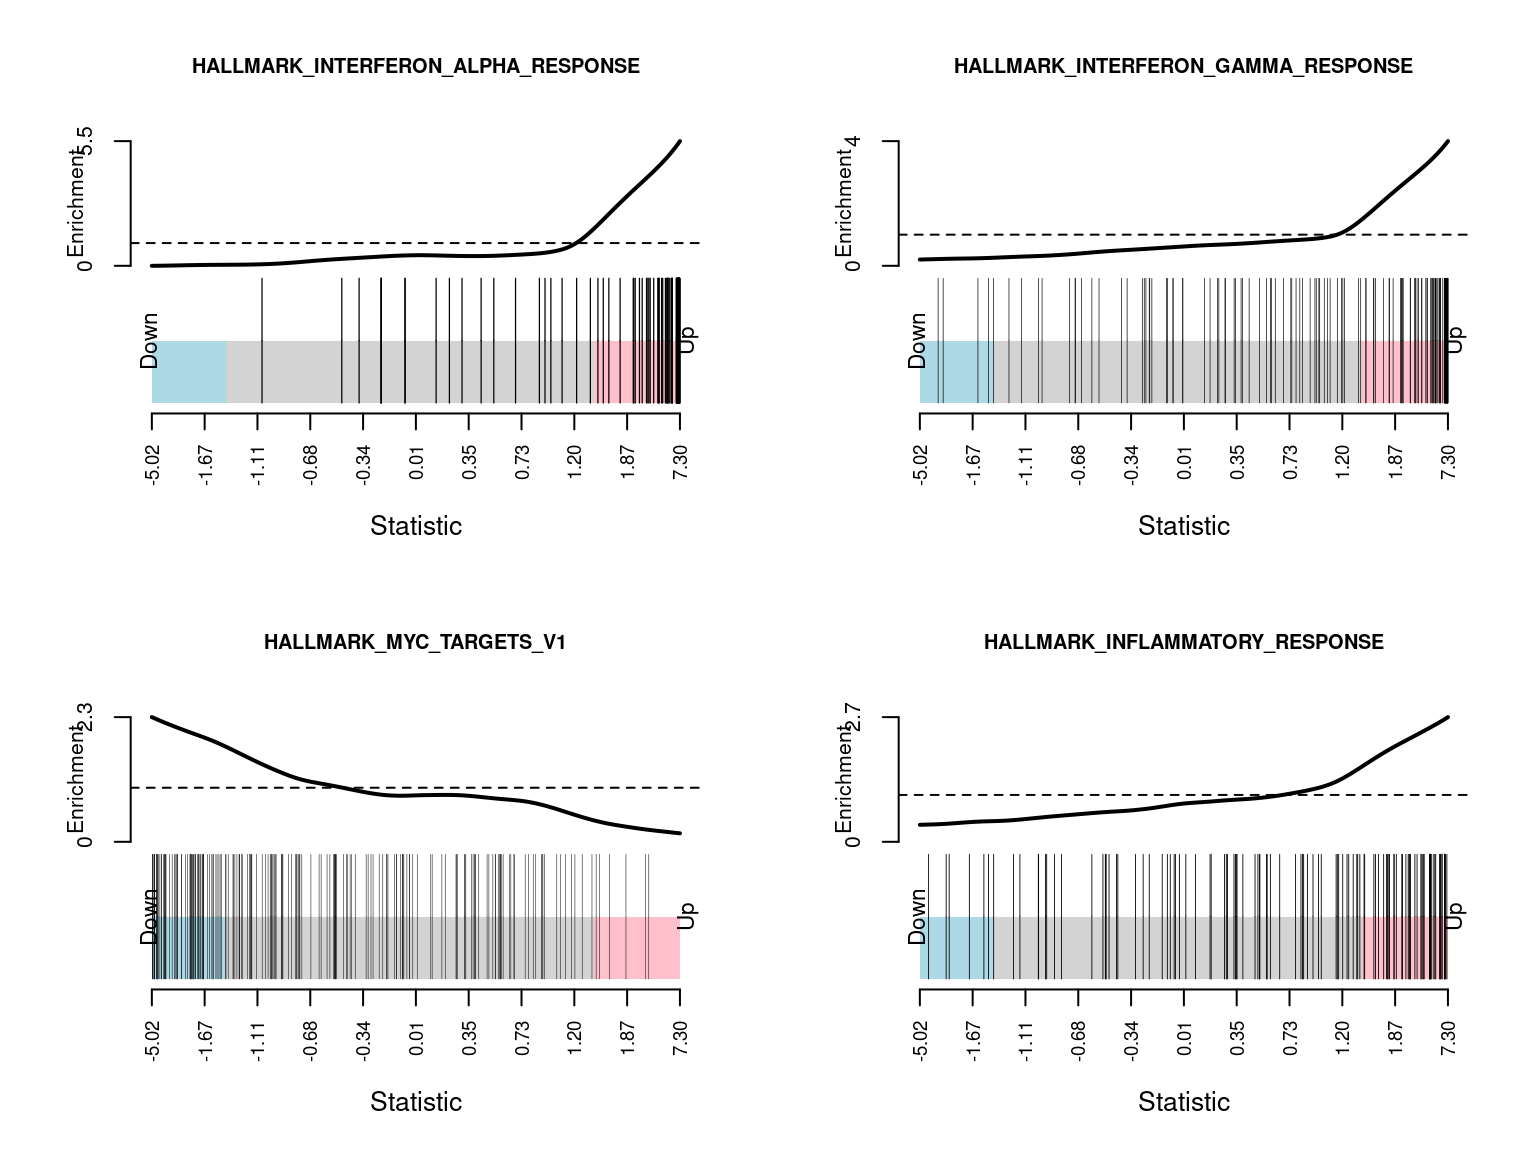 HALLMARK_INTERFERON_ALPHA_RESPONSE
Enrichment
0
5.5
Down
Up
-5.02 -1.67 -1.11 -0.68 -0.34 0.01 0.35 0.73 1.20 1.87 7.30
Statistic
HALLMARK_INTERFERON_GAMMA_RESPONSE
Enrichment
0
4
Down
Up
-5.02 -1.67 -1.11 -0.68 -0.34 0.01 0.35 0.73 1.20 1.87 7.30
Statistic
HALLMARK_MYC_TARGETS_V1
Enrichment
0
2.3
Down
Up
-5.02 -1.67 -1.11 -0.68 -0.34 0.01 0.35 0.73 1.20 1.87 7.30
Statistic
HALLMARK_INFLAMMATORY_RESPONSE
Enrichment
0
2.7
Down
Up
-5.02 -1.67 -1.11 -0.68 -0.34 0.01 0.35 0.73 1.20 1.87 7.30
Statistic